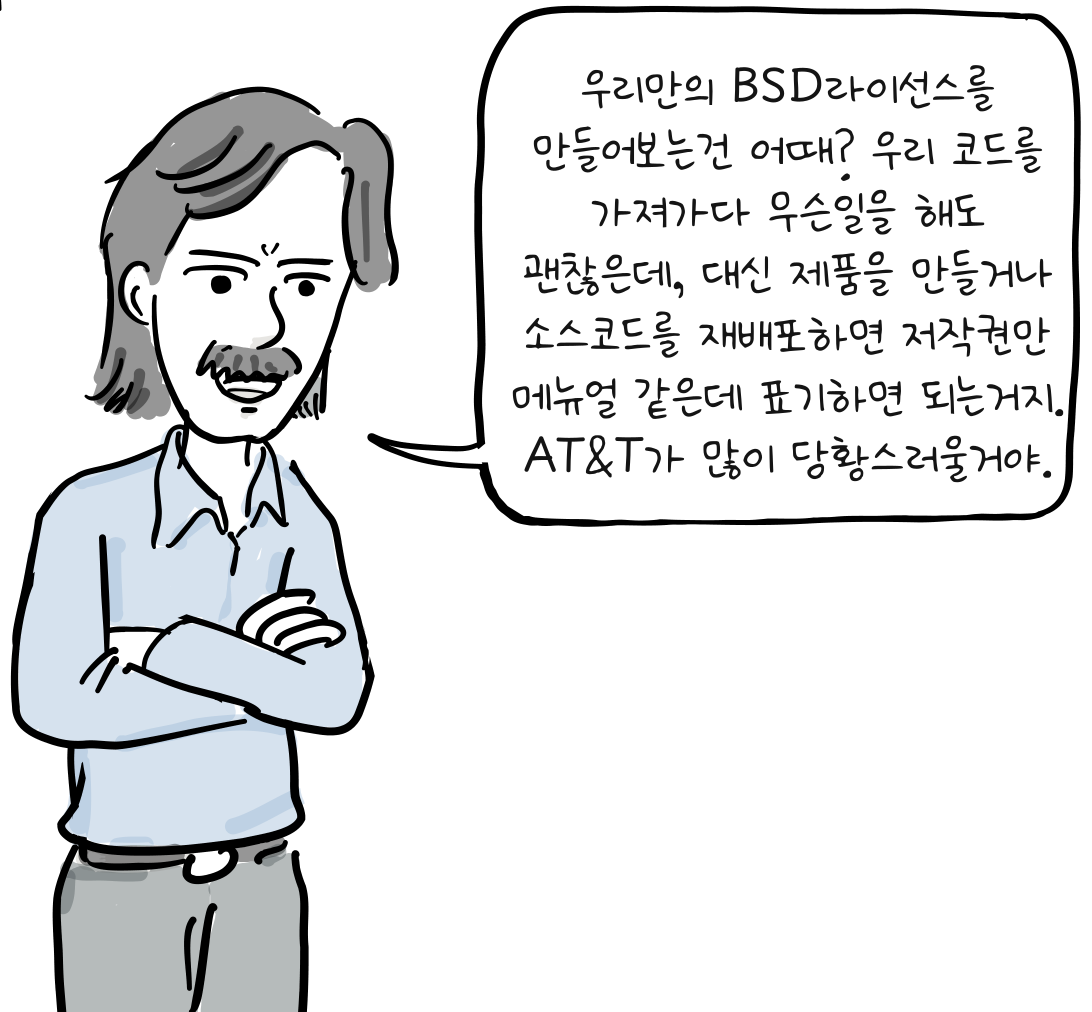 우리만의 BSD라이선스를
만들어보는건 어때? 우리 코드를
가져가다 무슨일을 해도
괜찮은데, 대신 제품을 만들거나
소스코드를 재배포하면 저작권만
메뉴얼 같은데 표기하면 되는거지.
AT&T가 많이 당황스러울거야.